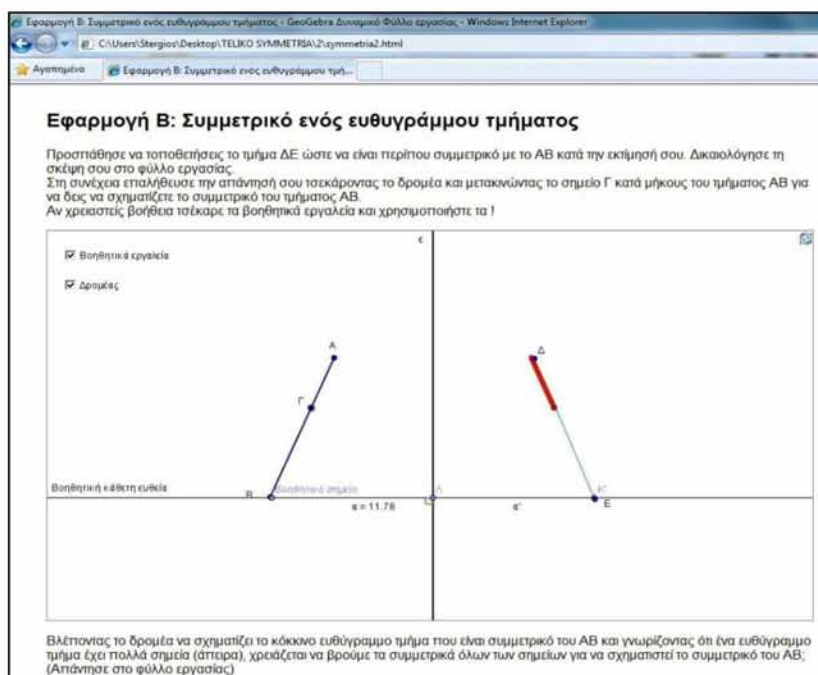 Εφαρμογή Β: Συμμετρικό ενός ευθυγράμμου τμήματος - GeoGebra Δυναμικό Φύλλο εργασίας - Windows Internet Explorer
C:\Users\Stergios\Desktop\TELIKO SYMMETRIA\2\symmetria2.html
Αγαπημένα Εφαρμογή Β: Συμμετρικό ενός ευθυγράμμου τμή...
Εφαρμογή Β: Συμμετρικό ενός ευθυγράμμου τμήματος
Προσπάθησε να τοποθετήσεις το τμήμα ΔΕ ώστε να είναι περίπου συμμετρικό με το ΑΒ κατά την εκτίμησή σου. Δικαιολόγησε τη
σκέψη σου στο φύλλο εργασίας.
Στη συνέχεια επαλήθευσε την απάντησή σου τσεκάροντας το δρομέα και μετακινώντας το σημείο Γ κατά μήκους του τμήματος ΑΒ για
να δεις να σχηματίζετε το συμμετρικό του τμήματος ΑΒ.
Αν χρειαστείς βοήθεια τσέκαρε τα βοηθητικά εργαλεία και χρησιμοποιήστε τα !
ε
Βοηθητικά εργαλεία
Δρομέας
Α
Δ
Γ
Βοηθητική κάθετη ευθεία
Β
Βοηθητικό σημείο
Λ
Ε
α = 11.78
α'
Βλέποντας το δρομέα να σχηματίζει το κόκκινο ευθύγραμμο τμήμα που είναι συμμετρικό του ΑΒ και γνωρίζοντας ότι ένα ευθύγραμμο
τμήμα έχει πολλά σημεία (άπειρα), χρειάζεται να βρούμε τα συμμετρικά όλων των σημείων για να σχηματιστεί το συμμετρικό του ΑΒ;
(Απάντησε στο φύλλο εργασίας)